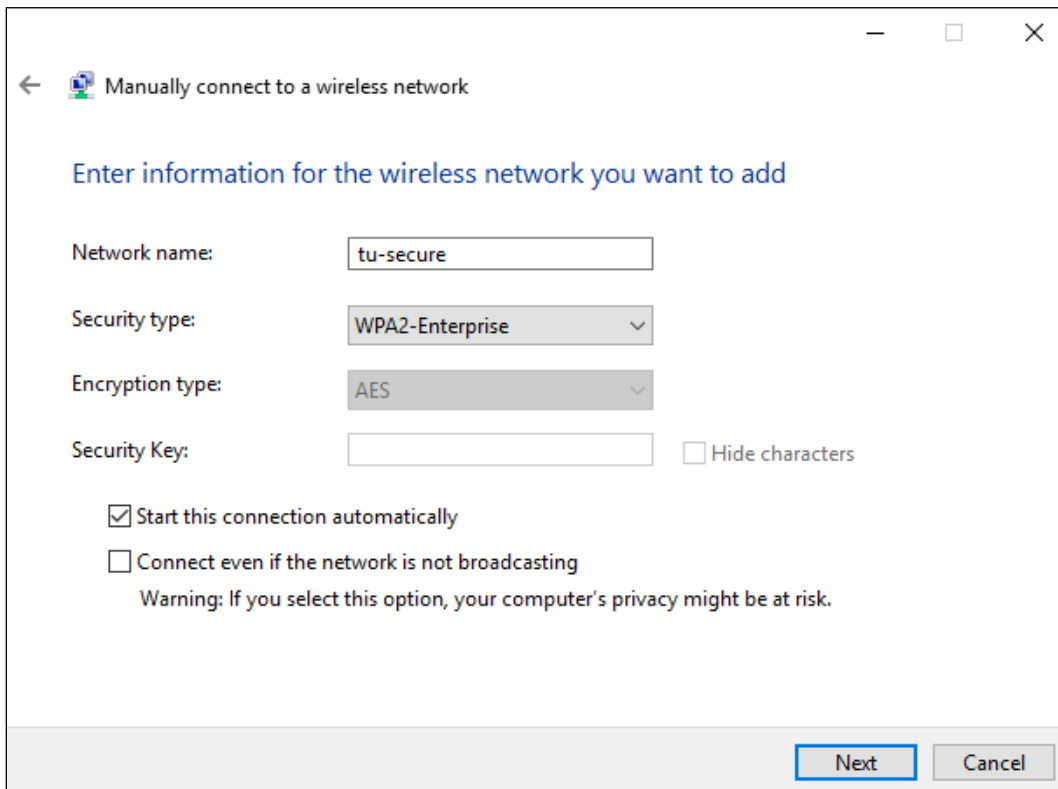 Manually connect to a wireless network
Enter information for the wireless network you want to add
Network name: tu-secure
Security type: WPA2-Enterprise
Encryption type: AES
Security Key: Hide characters
Start this connection automatically
Connect even if the network is not broadcasting
Warning: If you select this option, your computer's privacy might be at risk.
Next Cancel